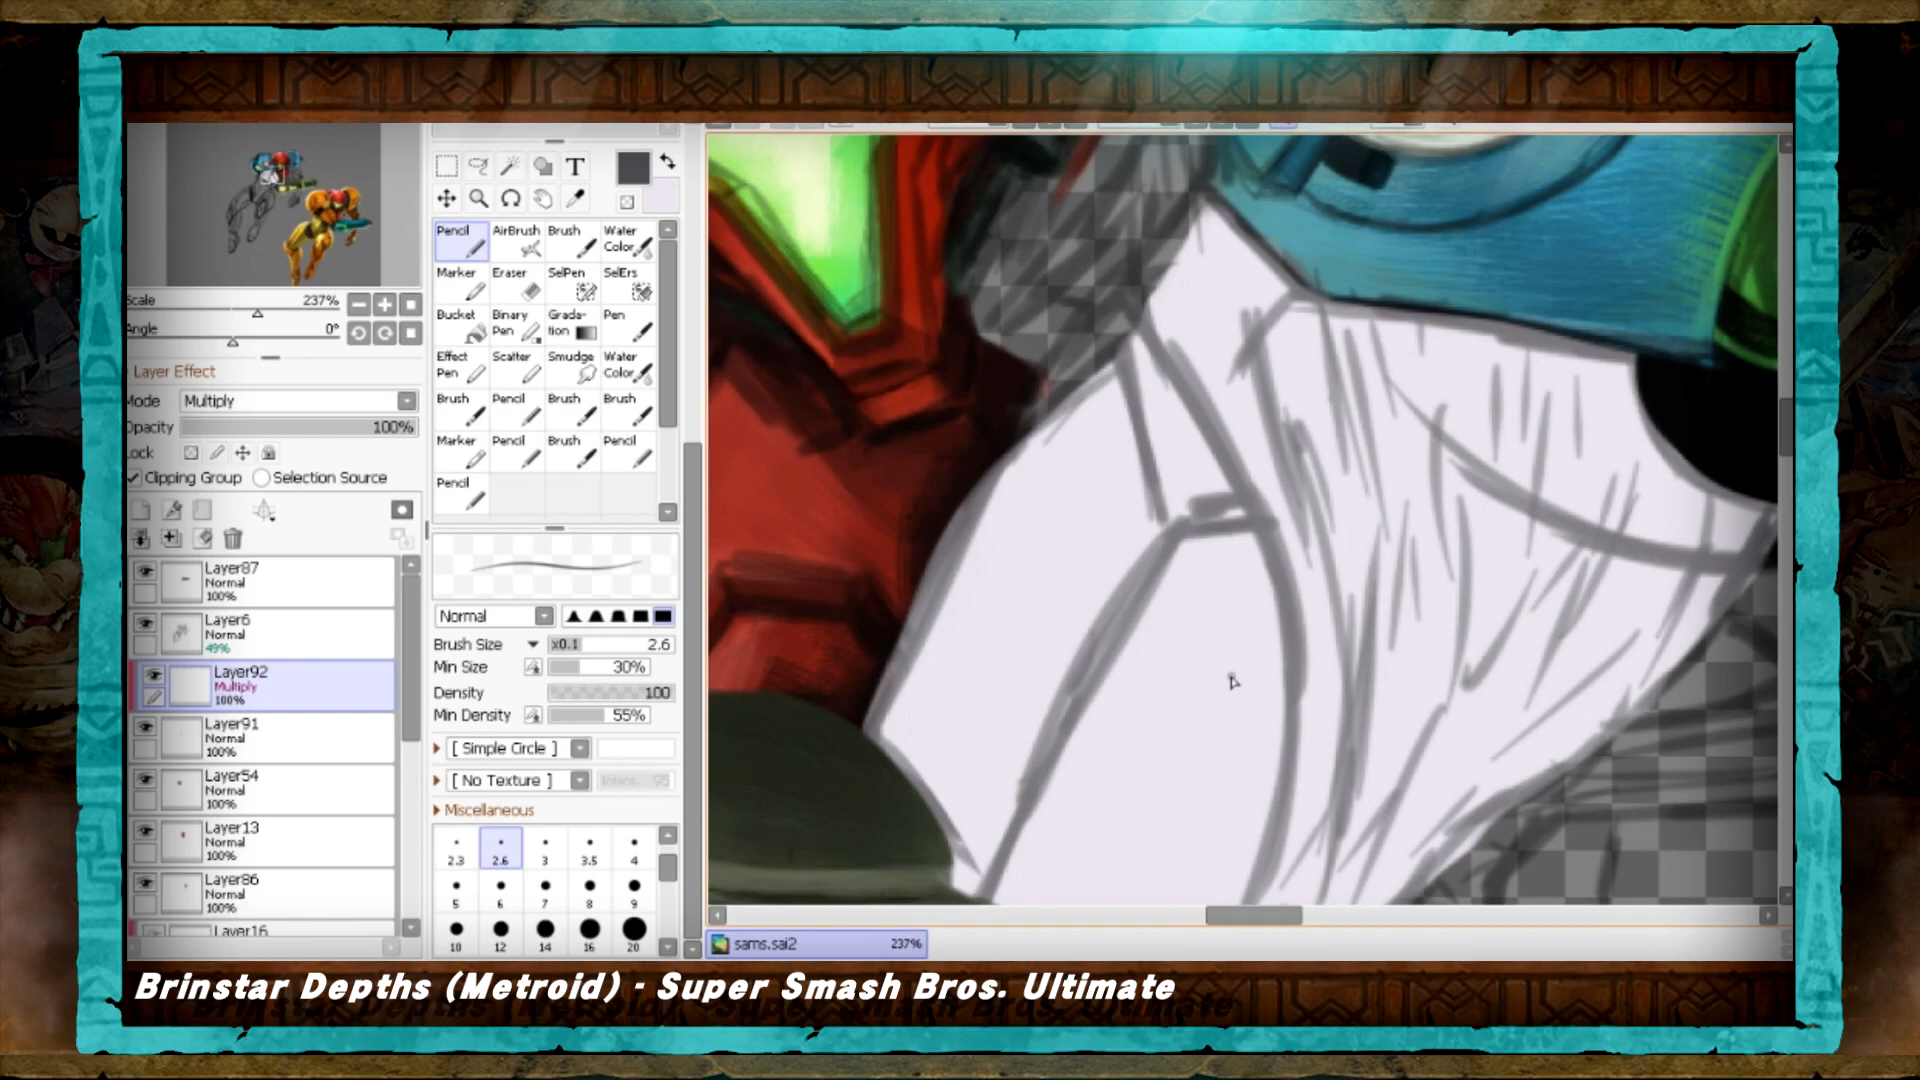 Scale 237%
Angle 0°
Layer Effect
Mode Multiply
Opacity 100%
Lock
Clipping Group Selection Source
Layer87
Normal
100%
Layer6
Normal
49%
Layer92
Multiply
100%
Layer91
Normal
100%
Layer54
Normal
100%
Layer13
Normal
100%
Layer86
Normal
100%
Layer16
T
Pencil AirBrush Brush Water Color
Marker Eraser SelPen SelErs
Bucket Binary Pen Grada-tion Pen
Effect Pen Scatter Smudge Water Color
Brush Pencil Brush Brush
Marker Pencil Brush Pencil
Pencil
Normal
Brush Size x0.1 2.6
Min Size 30%
Density 100
Min Density 55%
[ Simple Circle ]
[ No Texture ] Intens. 95
Miscellaneous
2.3 2.6 3 3.5 4
5 6 7 8 9
10 12 14 16 20
sams.sai2 237%
Brinstar Depths (Metroid) - Super Smash Bros. Ultimate